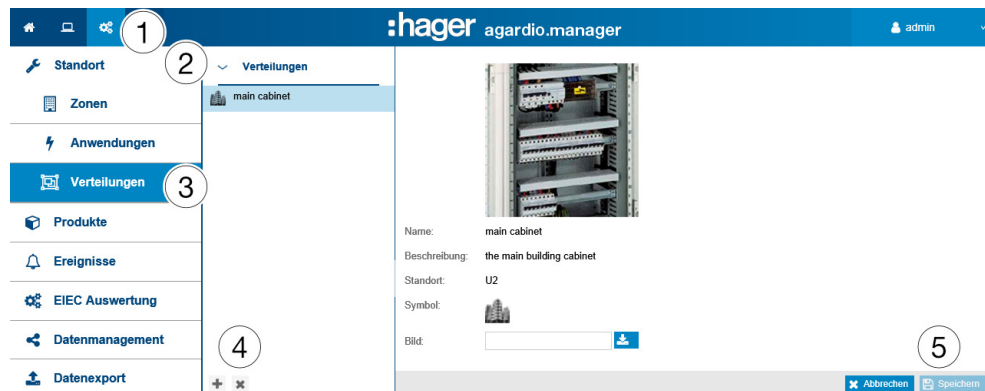 1
:hager agardio.manager
admin
Standort
2
Verteilungen
main cabinet
Zonen
Anwendungen
Verteilungen
3
Produkte
Ereignisse
EIEC Auswertung
Datenmanagement
Datenexport
4
Name: main cabinet
Beschreibung: the main building cabinet
Standort: U2
Symbol:
Bild:
5
Abbrechen
Speichern